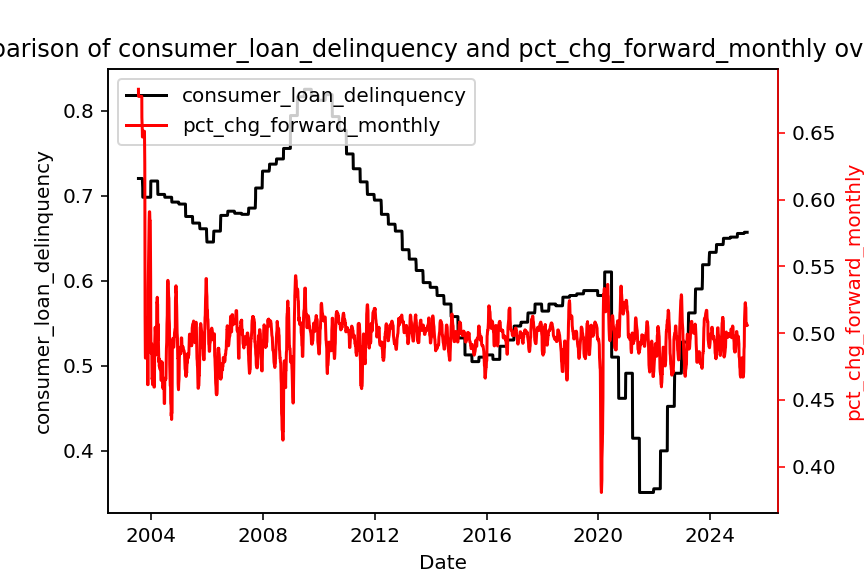 parison of consumer_loan_delinquency and pct_chg_forward_monthly ov
consumer_loan_delinquency
pct_chg_forward_monthly
0.8
0.7
0.6
0.5
0.4
consumer_loan_delinquency
0.65
0.60
0.55
0.50
0.45
0.40
pct_chg_forward_monthly
2004 2008 2012 2016 2020 2024
Date